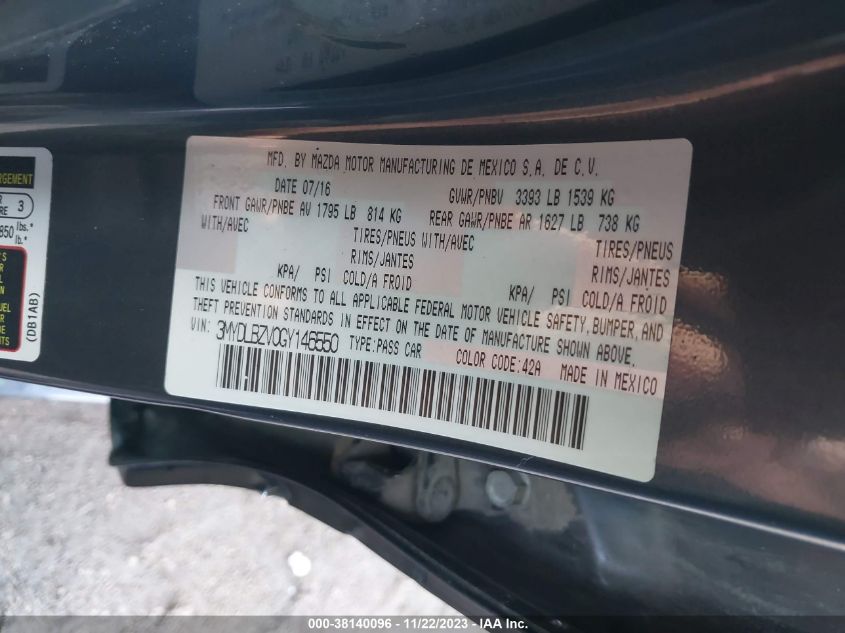 MFD. BY MAZDA MOTOR MANUFACTURING DE MEXICO S.A. DE C.V.
DATE 07/16 GVWR/PNBV 3393 LB 1539 KG
FRONT GAWR/PNBE AV 1795 LB 814 KG REAR GAWR/PNBE AR 1627 LB 738 KG
WITH/AVEC TIRES/PNEUS WITH/AVEC TIRES/PNEUS
RIMS/JANTES RIMS/JANTES
KPA/ PSI COLD/A FROID KPA/ PSI COLD/A FROID
THIS VEHICLE CONFORMS TO ALL APPLICABLE FEDERAL MOTOR VEHICLE SAFETY, BUMPER, AND
THEFT PREVENTION STANDARDS IN EFFECT ON THE DATE OF MANUFACTURE SHOWN ABOVE.
VIN: 3MYDLBZV0GY146550 TYPE:PASS CAR COLOR CODE:42A MADE IN MEXICO
RGEMENT
3
850 lbs.*
lb.*
(DB1AB)
000-38140096 - 11/22/2023 - IAA Inc.